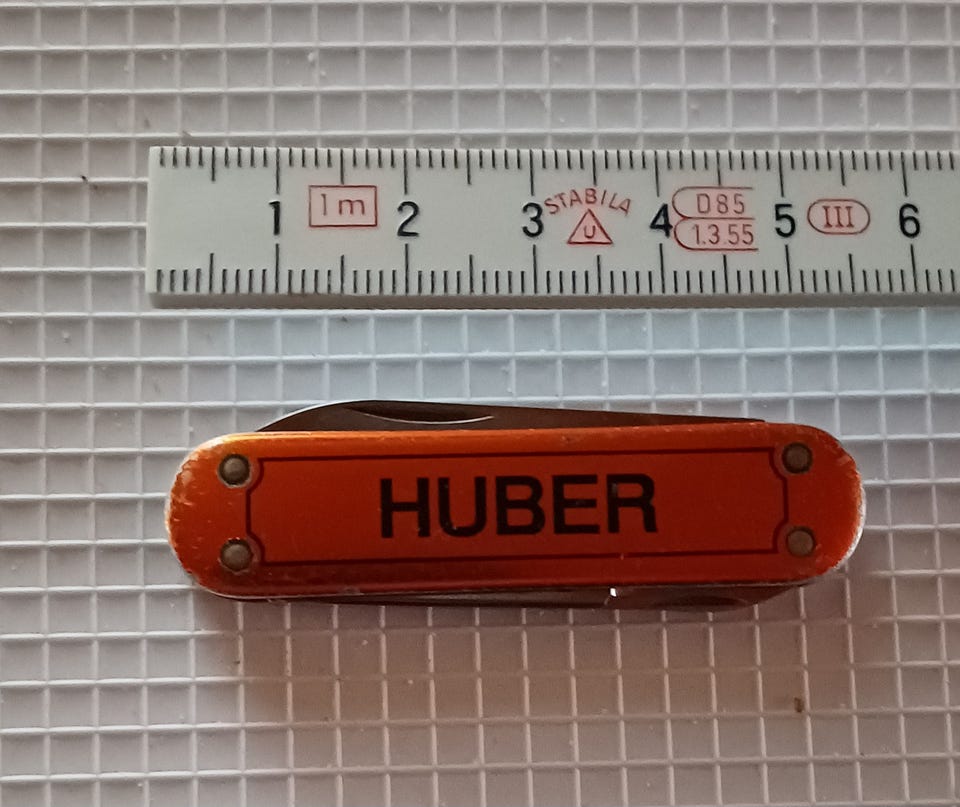 1 1m 2 3 STABILA U 4 D85 5 III 6
1.3.55
HUBER